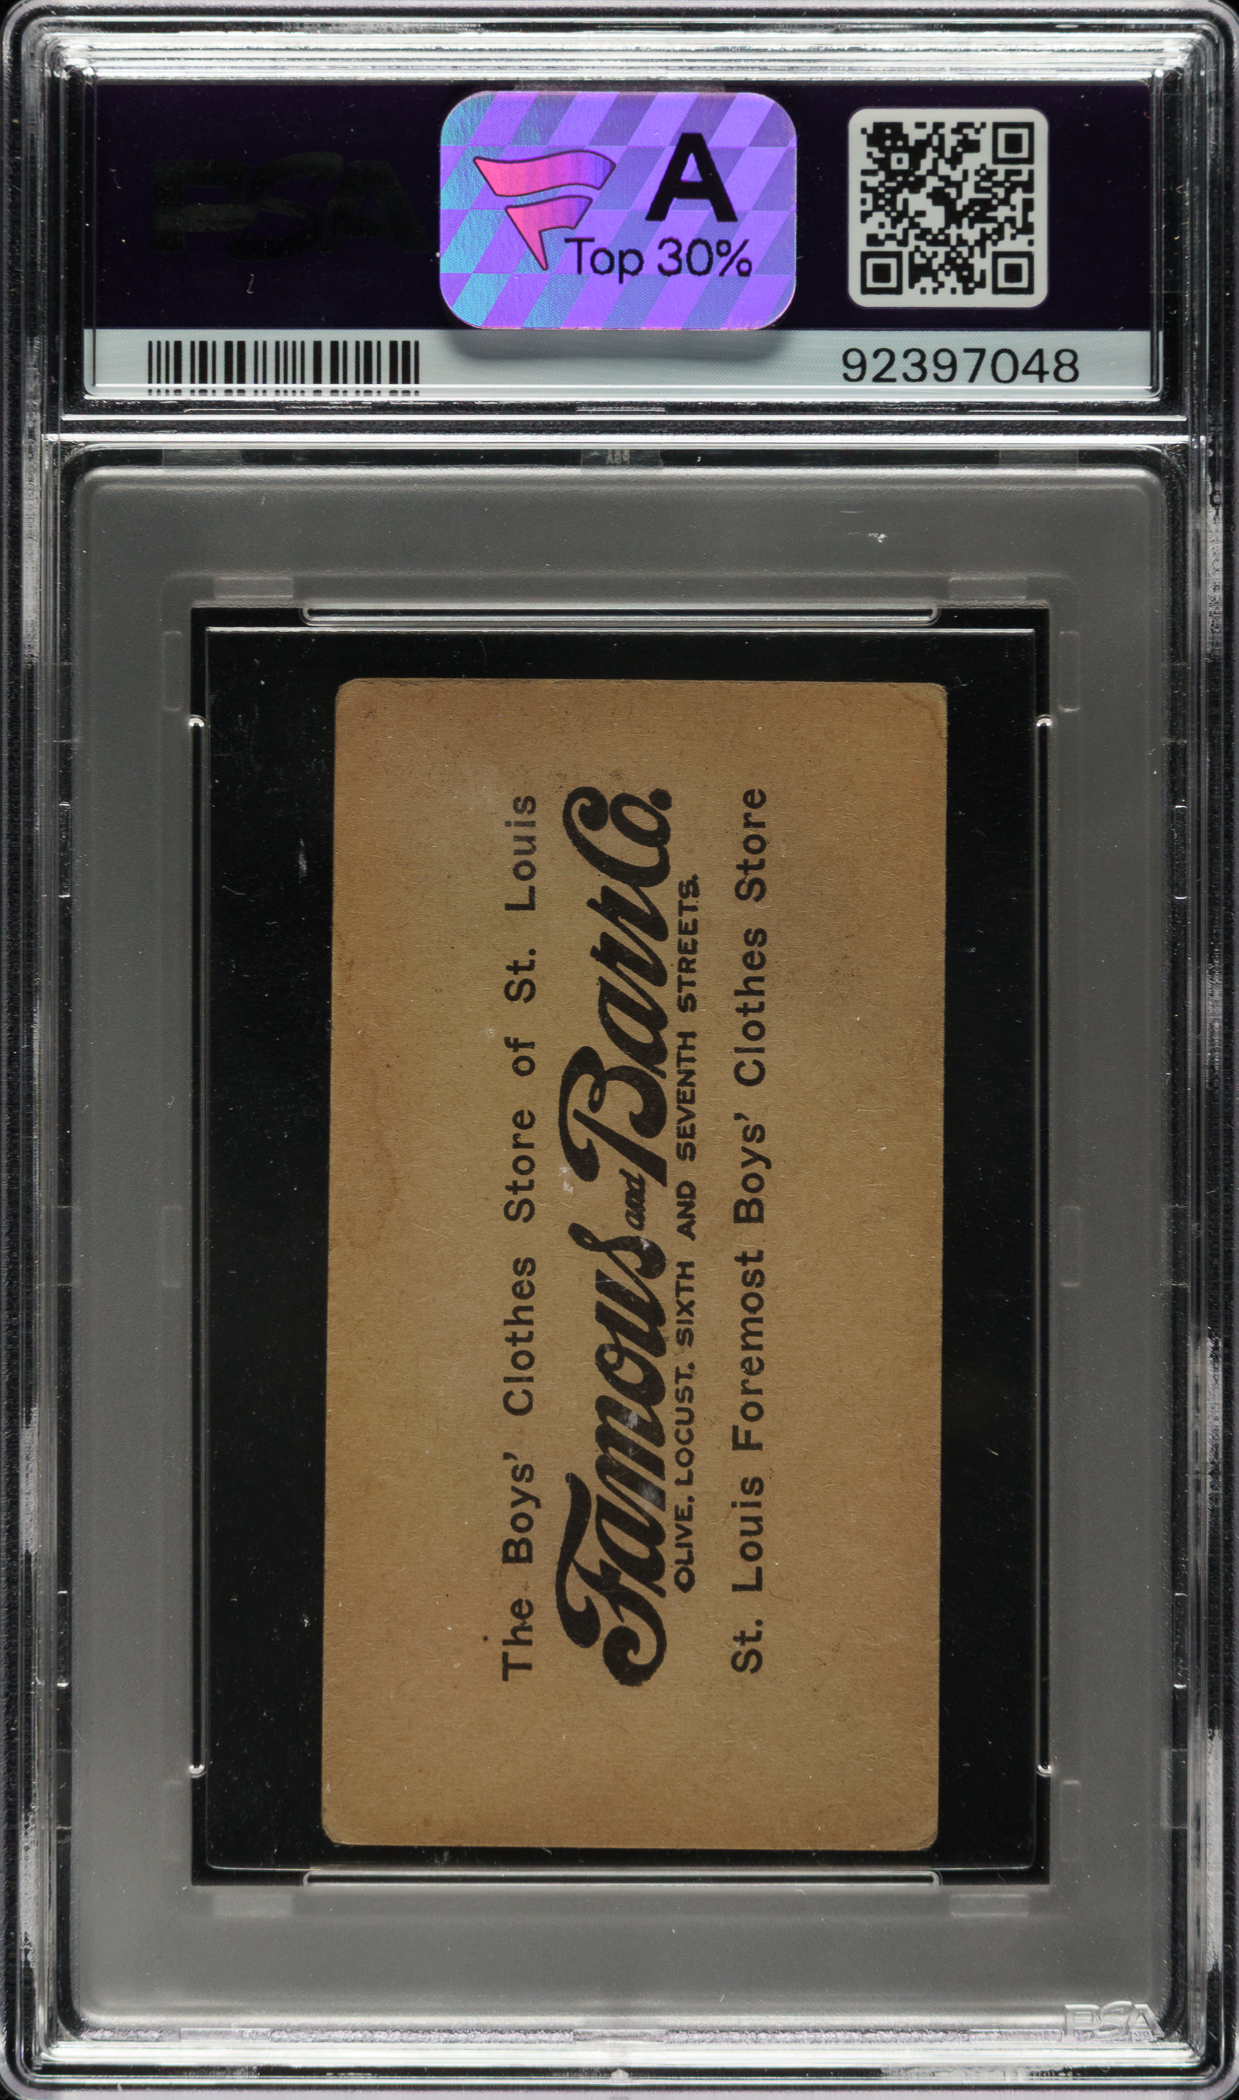 PSA
A
Top 30%
92397048
PSA
The Boys' Clothes Store of St. Louis
Famous and Barr Co.
OLIVE, LOCUST, SIXTH AND SEVENTH STREETS.
St. Louis Foremost Boys' Clothes Store
PSA